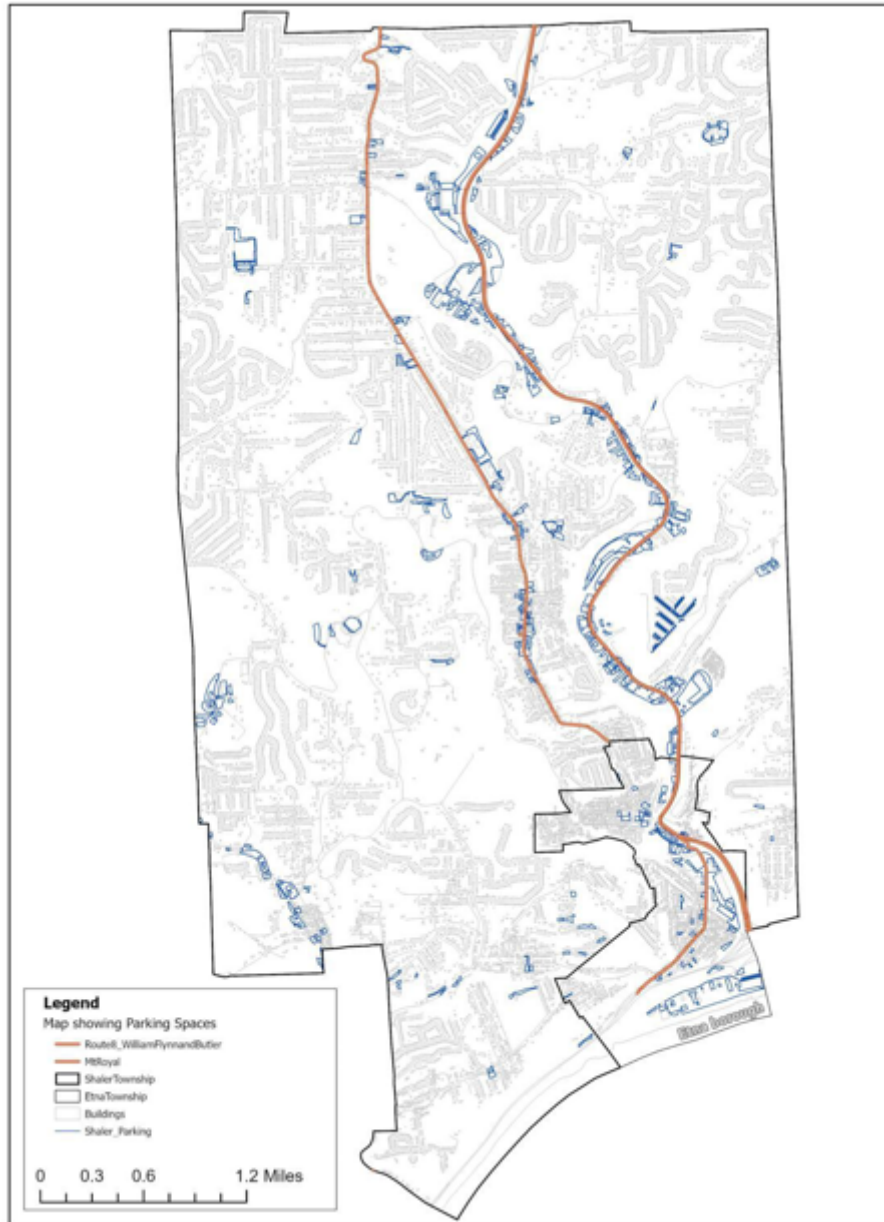 Etna borough
Legend
Map showing Parking Spaces
Route8_WilliamFlynnandButler
MtRoyal
ShalerTownship
EtnaTownship
Buildings
Shaler_Parking
0 0.3 0.6 1.2 Miles